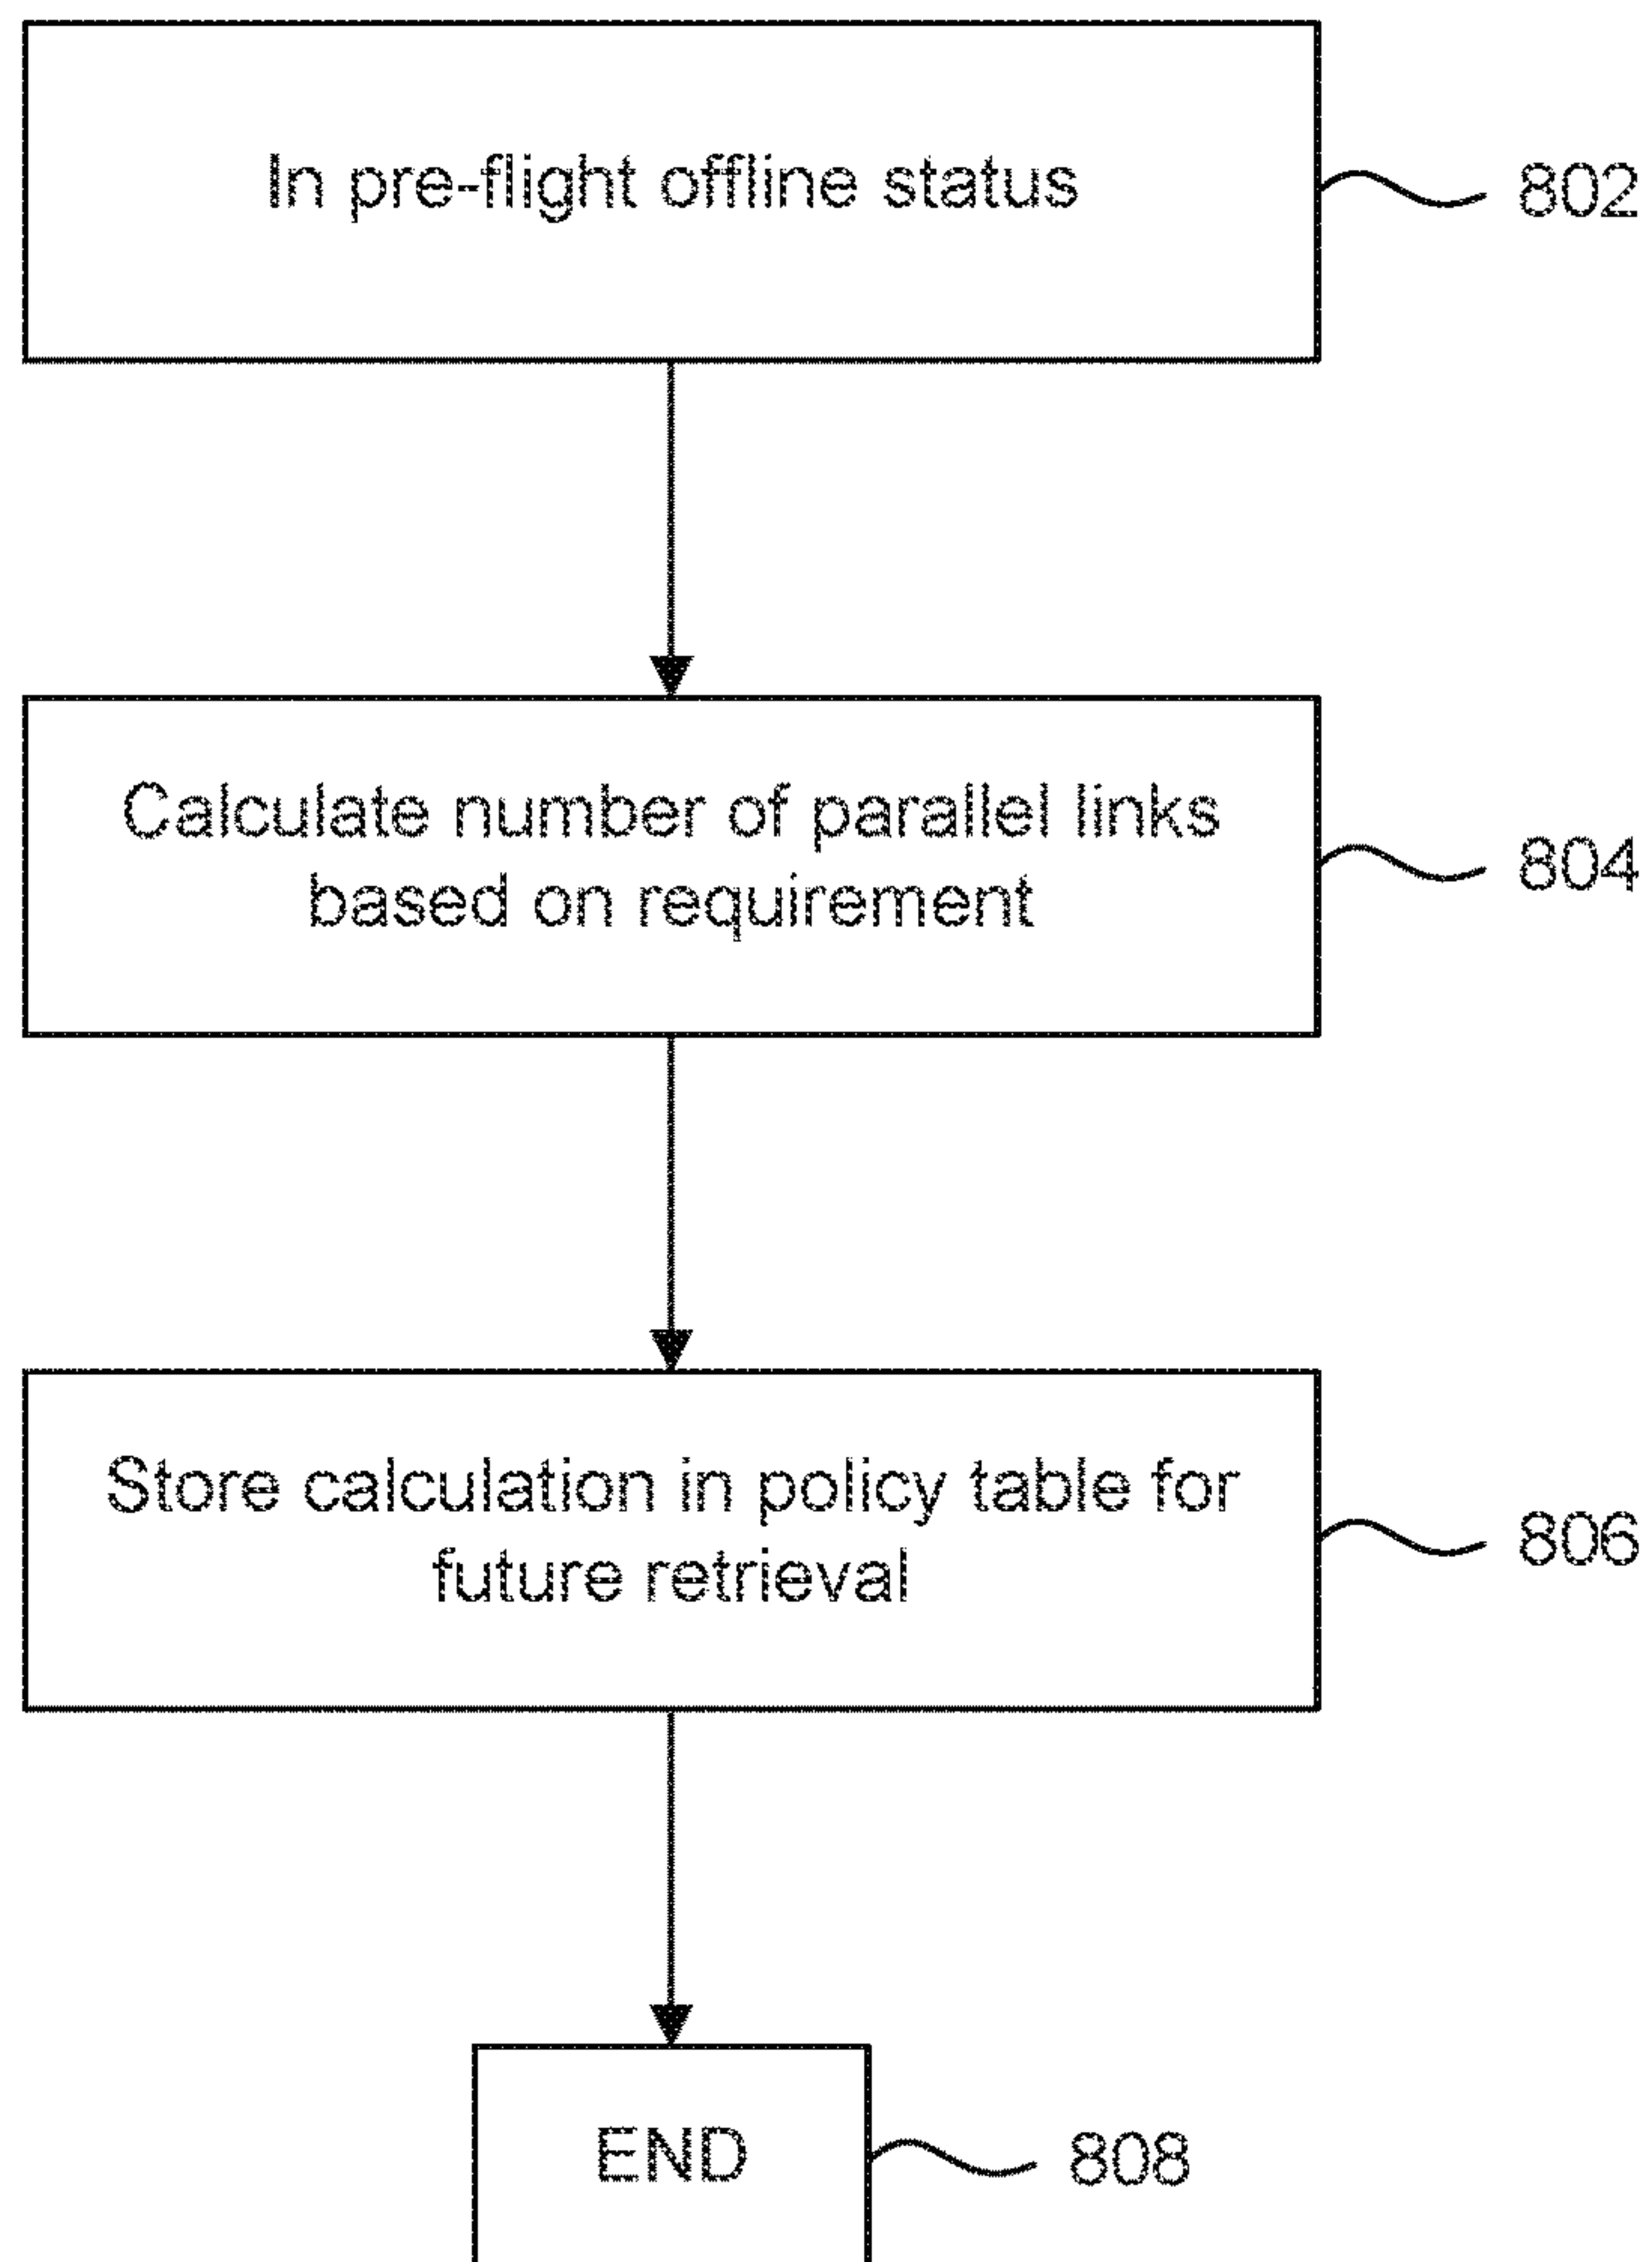 In pre-flight offline status
802
Calculate number of parallel links
based on requirement
804
Store calculation in policy table for
future retrieval
806
END
808